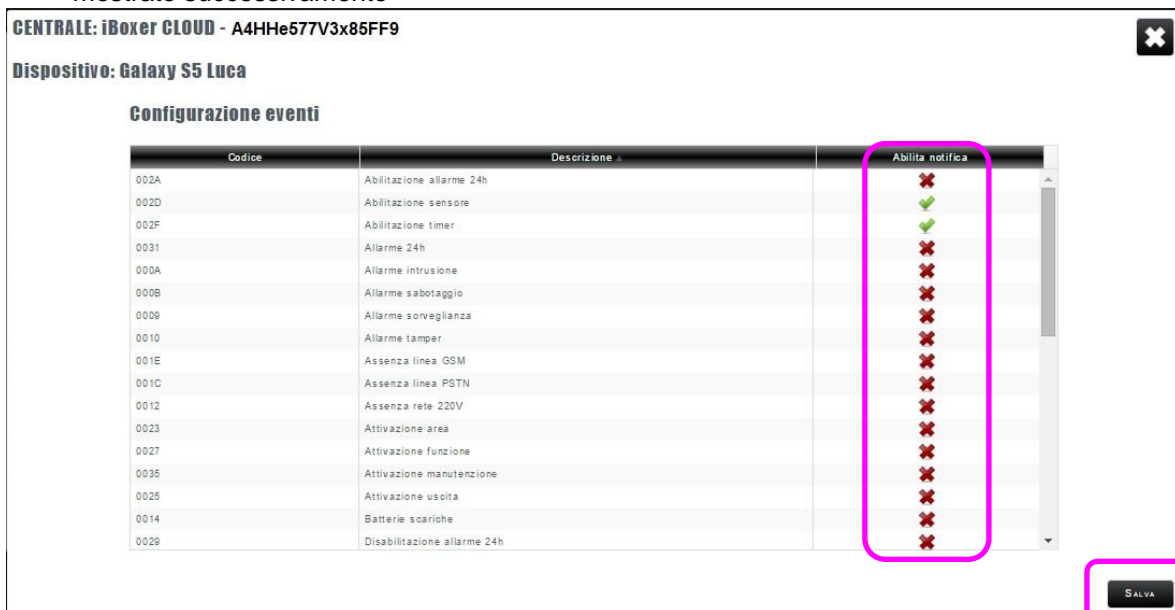 CENTRALE: iBoxer CLOUD - A4HHe577V3x85FF9
Dispositivo: Galaxy S5 Luca
Configurazione eventi
Codice Descrizione Abilita notifica
002A Abilitazione allarme 24h
002D Abilitazione sensore
002F Abilitazione timer
0031 Allarme 24h
000A Allarme intrusione
000B Allarme sabotaggio
0009 Allarme sorveglianza
0010 Allarme tamper
001E Assenza linea GSM
001C Assenza linea PSTN
0012 Assenza rete 220V
0023 Attivazione area
0027 Attivazione funzione
0035 Attivazione manutenzione
0025 Attivazione uscita
0014 Batterie scariche
0029 Disabilitazione allarme 24h
SALVA